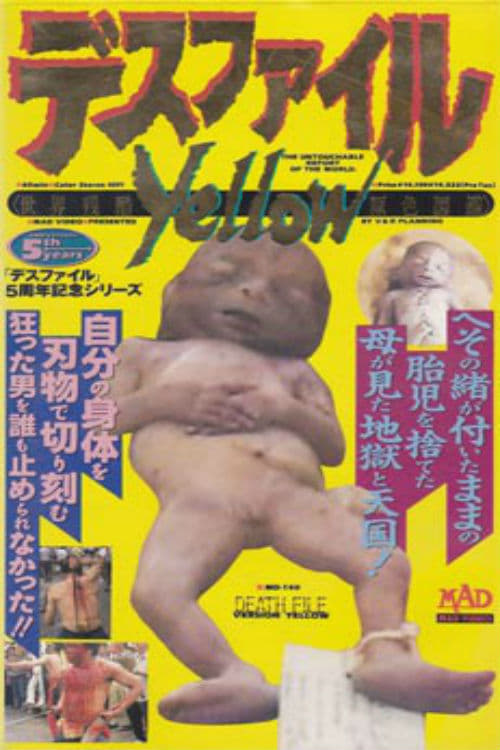 デスファイル
Yellow
THE UNTOUCHABLE
REPORT
OF THE WORLD.
MAD VIDEO PRESENTED
BY V&R PLANNING
5th
years
「デスファイル」
5周年記念シリーズ
へその緒が付いたままの
胎児を捨てた
母が見た地獄と天国!
自分の身体を
刃物で切り刻む
狂った男を誰も止められなかった!!
MD-140
DEATH FILE
VERSION YELLOW
MAD
MAD VIDEO